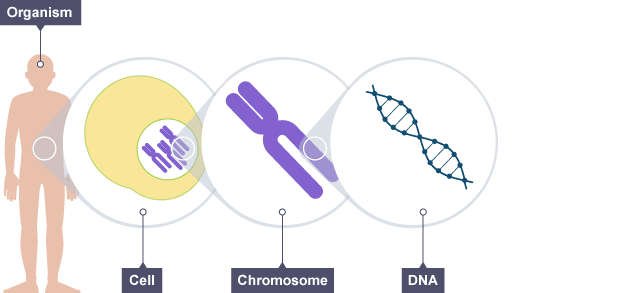 Organism
Cell
Chromosome
DNA